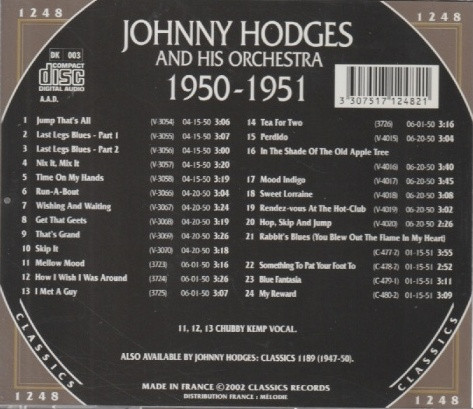 1248
1248
JOHNNY HODGES
AND HIS ORCHESTRA
1950-1951
DK 003
COMPACT
disc
DIGITAL AUDIO
A.A.D.
3 307517 124821
1 Jump That's All (V-3054) 04-15-50 3:06
2 Last Legs Blues - Part 1 (V-3055) 04-15-50 3:07
3 Last Legs Blues - Part 2 (V-3056) 04-15-50 3:00
4 Nix It, Mix It (V-3057) 04-15-50 3:20
5 Time On My Hands (V-3058) 04-15-50 3:19
6 Run-A-Bout (V-3066) 04-20-50 3:04
7 Wishing And Waiting (V-3067) 04-20-50 3:24
8 Get That Geets (V-3068) 04-20-50 3:19
9 That's Grand (V-3069) 04-20-50 3:26
10 Skip It (V-3070) 04-20-50 3:18
11 Mellow Mood (3723) 06-01-50 3:16
12 How I Wish I Was Around (3724) 06-01-50 3:25
13 I Met A Guy (3725) 06-01-50 3:07
14 Tea For Two (3726) 06-01-50 3:16
15 Perdido (V-4015) 06-20-50 3:04
16 In The Shade Of The Old Apple Tree
(V-4016) 06-20-50 3:40
17 Mood Indigo (V-4017) 06-20-50 3:45
18 Sweet Lorraine (V-4018) 06-20-50 3:08
19 Rendez-vous At The Hot-Club (V-4019) 06-20-50 3:02
20 Hop, Skip And Jump (V-4020) 06-20-50 2:26
21 Rabbit's Blues (You Blew Out The Flame In My Heart)
(C-477-2) 01-15-51 3:55
22 Something To Pat Your Foot To (C-478-2) 01-15-51 2:52
23 Blue Fantasia (C-479-1) 01-15-51 3:11
24 My Reward (C-480-2) 01-15-51 3:09
11, 12, 13 CHUBBY KEMP VOCAL.
ALSO AVAILABLE BY JOHNNY HODGES: CLASSICS 1189 (1947-50).
MADE IN FRANCE ©2002 CLASSICS RECORDS
DISTRIBUTION FRANCE : MÉLODIE
CLASSICS
CLASSICS
1248
1248